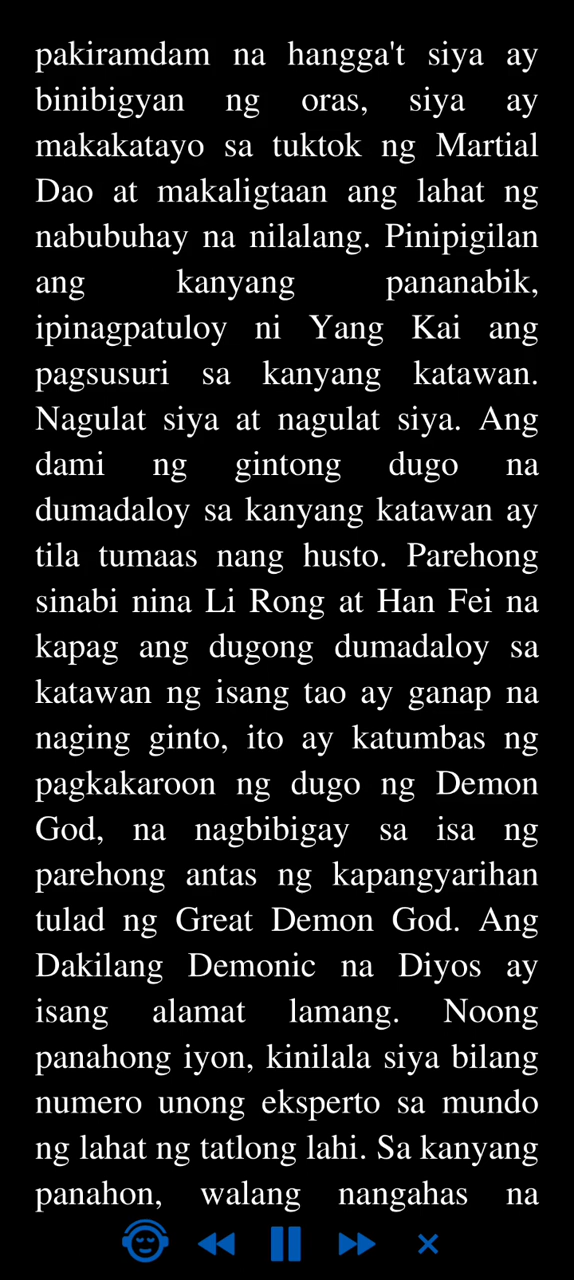 pakiramdam na hangga't siya ay
binibigyan ng oras, siya ay
makakatayo sa tuktok ng Martial
Dao at makaligtaan ang lahat ng
nabubuhay na nilalang. Pinipigilan
ang kanyang pananabik,
ipinagpatuloy ni Yang Kai ang
pagsusuri sa kanyang katawan.
Nagulat siya at nagulat siya. Ang
dami ng gintong dugo na
dumadaloy sa kanyang katawan ay
tila tumaas nang husto. Parehong
sinabi nina Li Rong at Han Fei na
kapag ang dugong dumadaloy sa
katawan ng isang tao ay ganap na
naging ginto, ito ay katumbas ng
pagkakaroon ng dugo ng Demon
God, na nagbibigay sa isa ng
parehong antas ng kapangyarihan
tulad ng Great Demon God. Ang
Dakilang Demonic na Diyos ay
isang alamat lamang. Noong
panahong iyon, kinilala siya bilang
numero unong eksperto sa mundo
ng lahat ng tatlong lahi. Sa kanyang
panahon, walang nangahas na